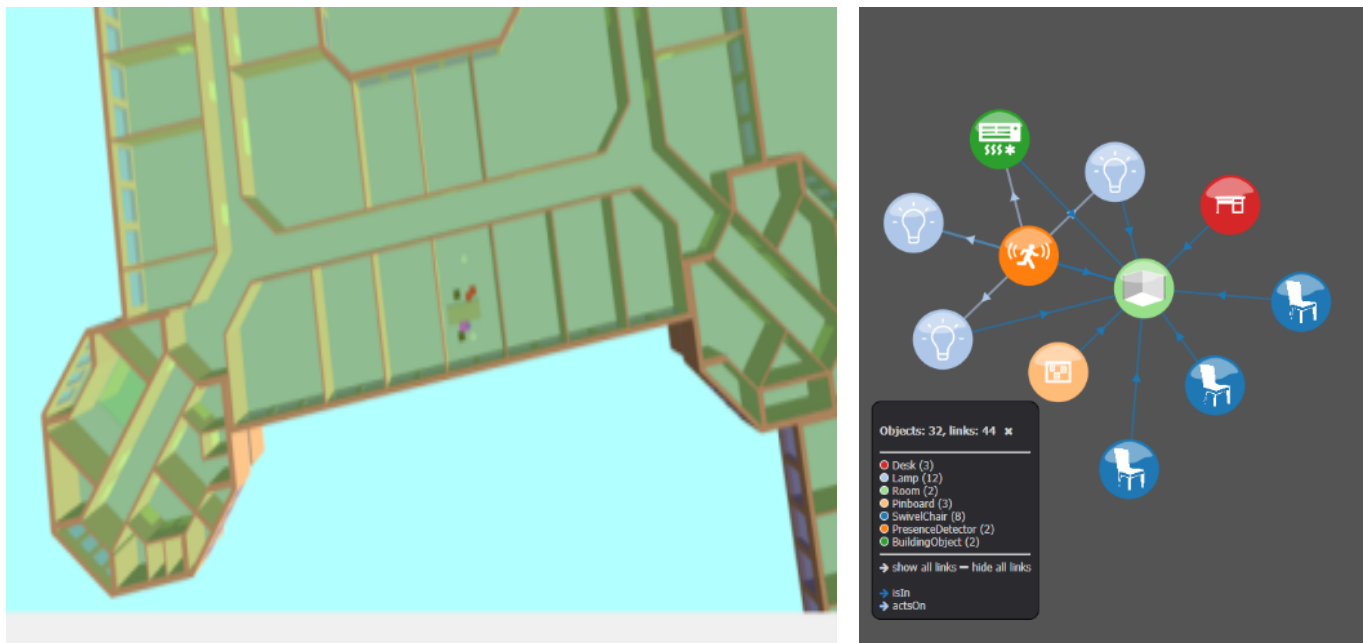 Objects: 32, links: 44 ✖
Desk (3)
Lamp (12)
Room (2)
Pinboard (3)
SwivelChair (8)
PresenceDetector (2)
BuildingObject (2)
show all links hide all links
isIn
actsOn